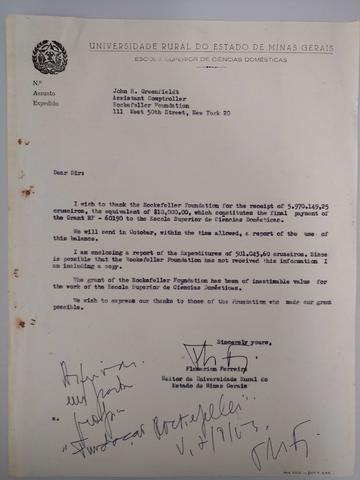 UNIVERSIDADE RURAL DO ESTADO DE MINAS GERAIS
ESCOLA SUPERIOR DE CIÊNCIAS DOMÉSTICAS
N.º
Assunto
Expedida
John H. Greenfieldt
Assistant Comptroller
Rockefeller Foundation
111 West 50th Street, New York 20
Dear Sir:
I wish to thank the Rockefeller Foundation for the receipt of 5,970.149,25
cruzeiros, the equivalent of $10,000.00, which constitutes the final payment of
the Grant RF - 60190 to the Escola Superior de Ciências Domésticas.
We will send in October, within the time allowed, a report of the use of
this balance.
I am enclosing a report of the Expenditures of 501.043,60 cruzeiros. Since
is possible that the Rockefeller Foundation has not received this information I
am including a copy.
The grant of the Rockefeller Foundation has been of inestimable value for
the work of the Escola Superior de Ciências Domésticas.
We wish to express our thanks to those of the Foundation who made our grant
possible.
Sincerely yours,
Flamarion Ferreira
Reitor da Universidade Rural do
Estado de Minas Gerais
Arquivar
"Fundação Rockefeller"